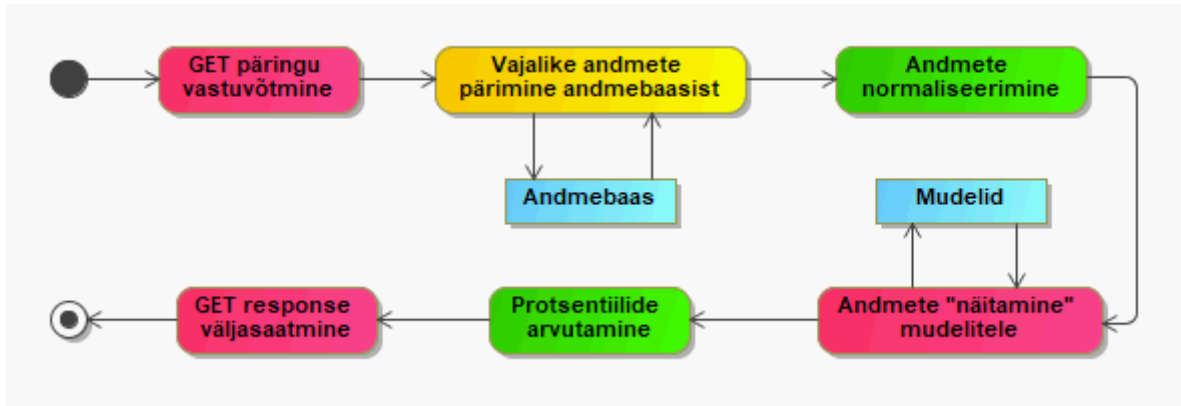 GET päringu
vastuvõtmine
Vajalike andmete
pärimine andmebaasist
Andmete
normaliseerimine
Andmebaas
Mudelid
Andmete "näitamine"
mudelitele
Protsentiilide
arvutamine
GET response
väljasaatmine